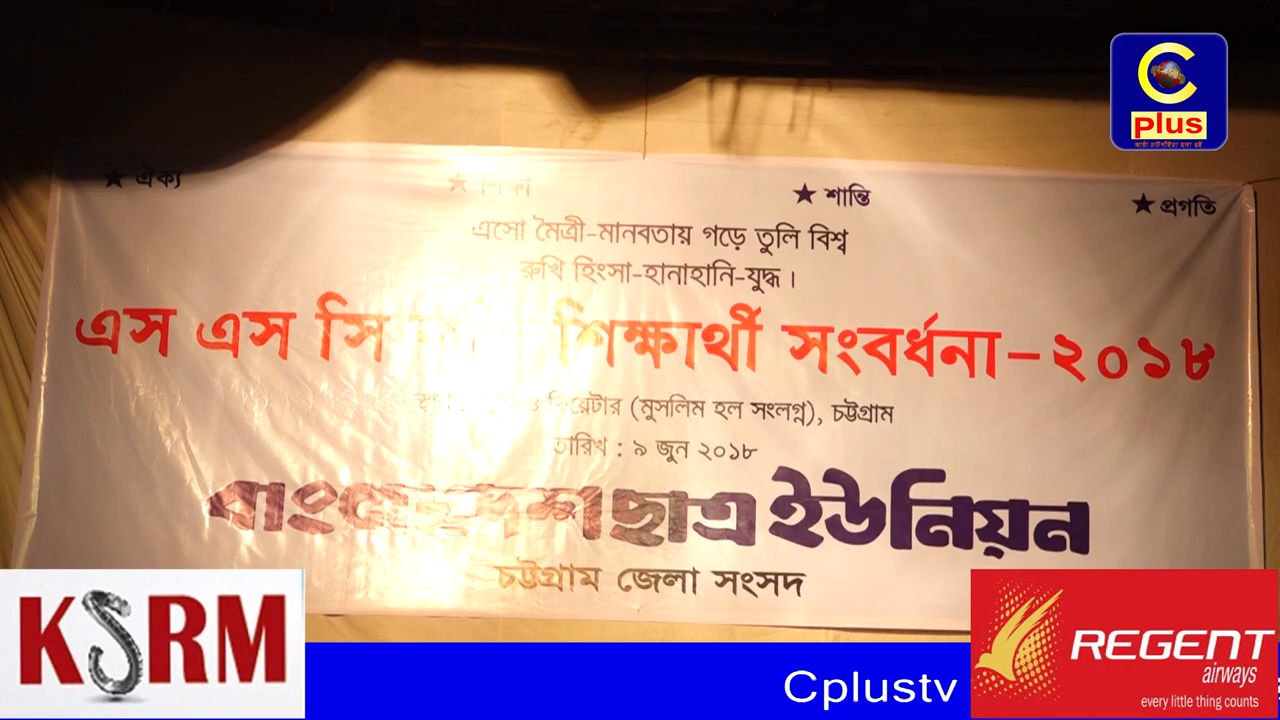 C
plus
★ ঐক্য ★ শিক্ষা ★ শান্তি ★ প্রগতি
এসো মৈত্রী-মানবতায় গড়ে তুলি বিশ্ব
রুখি হিংসা-হানাহানি-যুদ্ধ।
এস এস সি শিক্ষার্থী সংবর্ধনা-২০১৮
থিয়েটার (মুসলিম হল সংলগ্ন), চট্টগ্রাম
তারিখ : ৯ জুন ২০১৮
বাংলাদেশ ছাত্র ইউনিয়ন
চট্টগ্রাম জেলা সংসদ
KSRM
Cplustv
REGENT
airways
every little thing counts